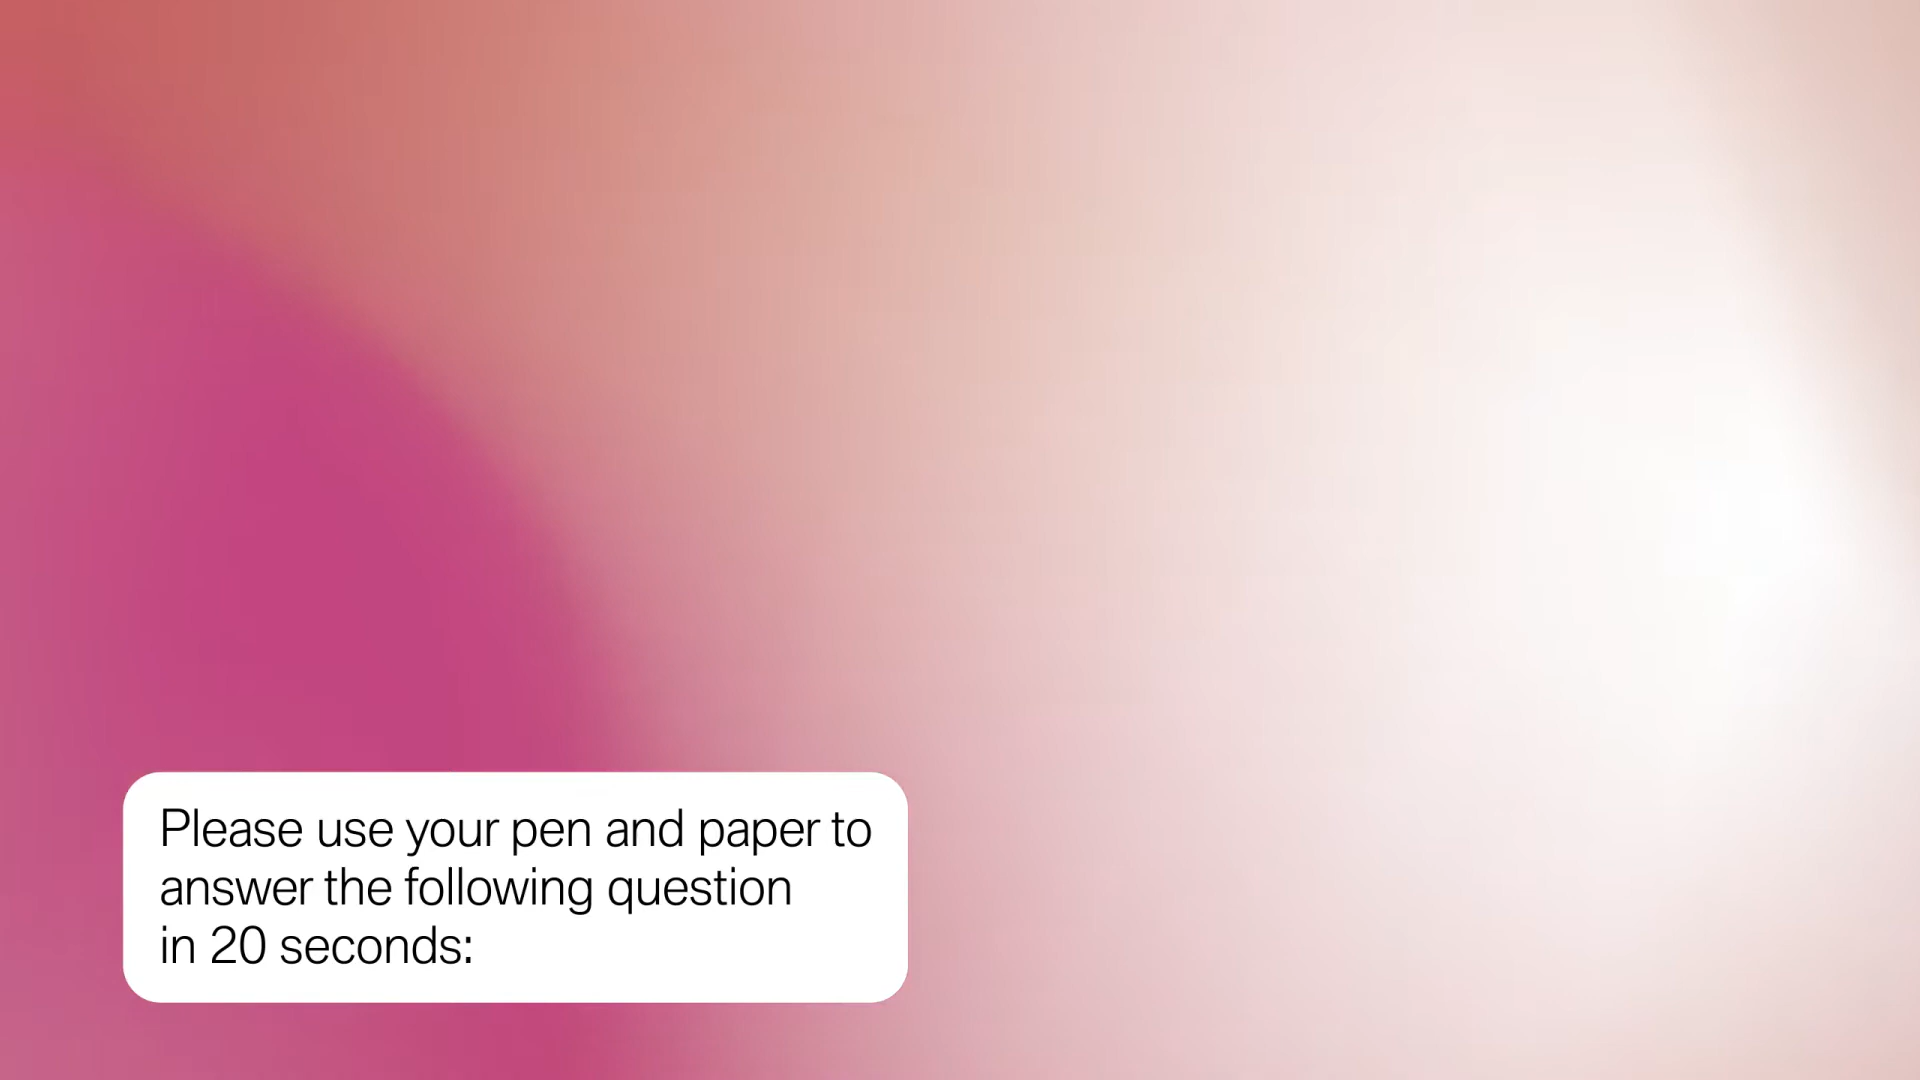 Please use your pen and paper to
answer the following question
in 20 seconds: